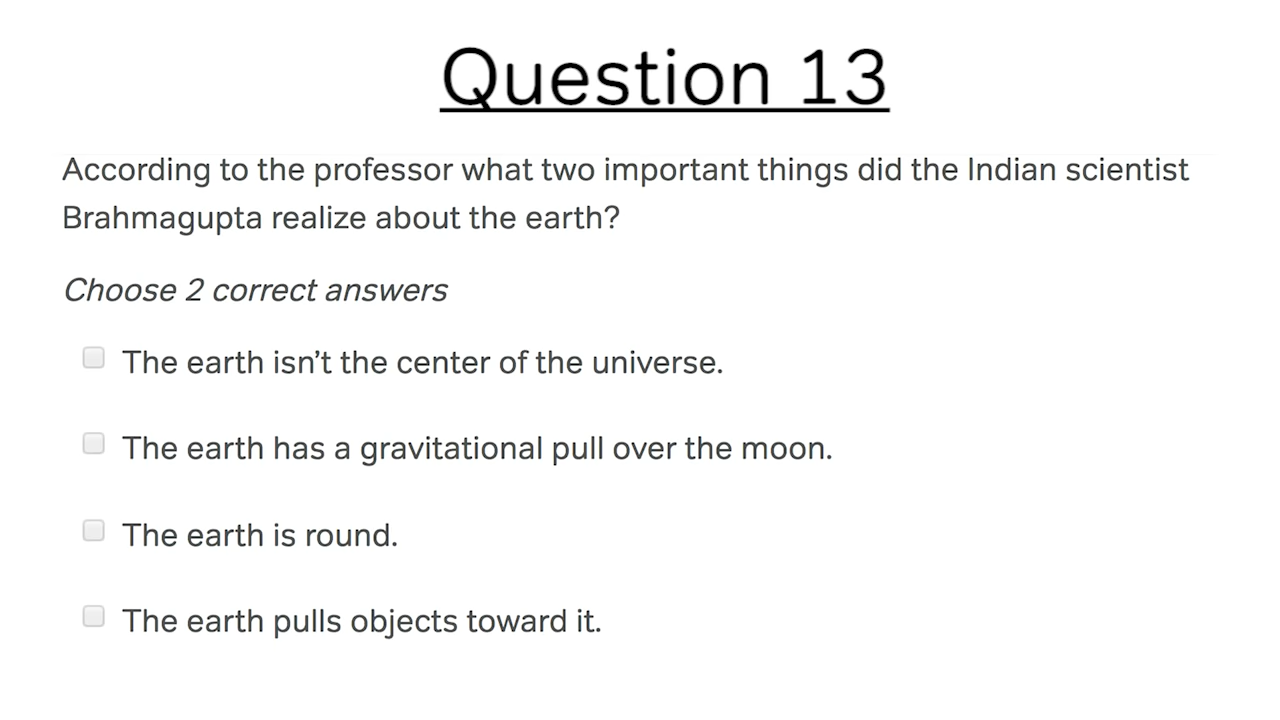 Question 13
According to the professor what two important things did the Indian scientist
Brahmagupta realize about the earth?
Choose 2 correct answers
The earth isn’t the center of the universe.
The earth has a gravitational pull over the moon.
The earth is round.
The earth pulls objects toward it.